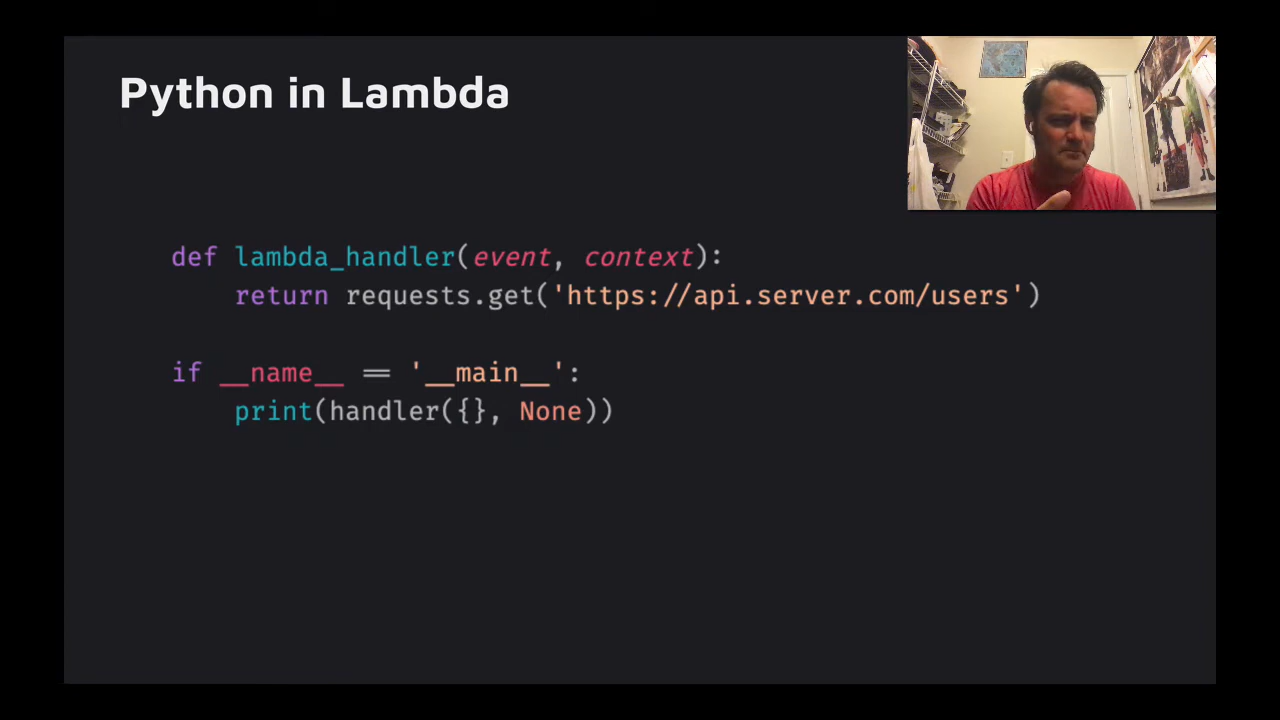 Python in Lambda
def lambda_handler(event, context):
return requests.get('https://api.server.com/users')
if __name__ == '__main__':
print(handler({}, None))